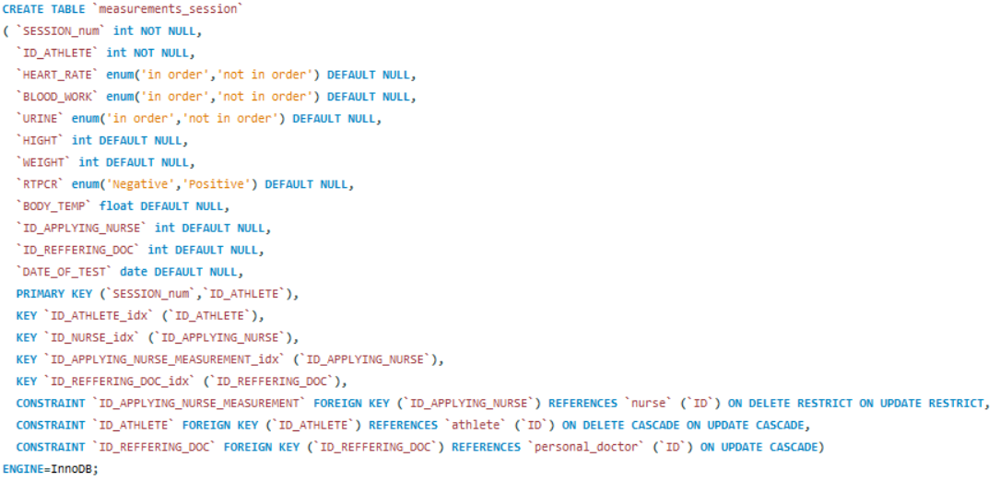 CREATE TABLE `measurements_session`
( `SESSION_num` int NOT NULL,
`ID_ATHLETE` int NOT NULL,
`HEART_RATE` enum('in order','not in order') DEFAULT NULL,
`BLOOD_WORK` enum('in order','not in order') DEFAULT NULL,
`URINE` enum('in order','not in order') DEFAULT NULL,
`HIGHT` int DEFAULT NULL,
`WEIGHT` int DEFAULT NULL,
`RTPCR` enum('Negative','Positive') DEFAULT NULL,
`BODY_TEMP` float DEFAULT NULL,
`ID_APPLYING_NURSE` int DEFAULT NULL,
`ID_REFFERING_DOC` int DEFAULT NULL,
`DATE_OF_TEST` date DEFAULT NULL,
PRIMARY KEY (`SESSION_num`,`ID_ATHLETE`),
KEY `ID_ATHLETE_idx` (`ID_ATHLETE`),
KEY `ID_NURSE_idx` (`ID_APPLYING_NURSE`),
KEY `ID_APPLYING_NURSE_MEASUREMENT_idx` (`ID_APPLYING_NURSE`),
KEY `ID_REFFERING_DOC_idx` (`ID_REFFERING_DOC`),
CONSTRAINT `ID_APPLYING_NURSE_MEASUREMENT` FOREIGN KEY (`ID_APPLYING_NURSE`) REFERENCES `nurse` (`ID`) ON DELETE RESTRICT ON UPDATE RESTRICT,
CONSTRAINT `ID_ATHLETE` FOREIGN KEY (`ID_ATHLETE`) REFERENCES `athlete` (`ID`) ON DELETE CASCADE ON UPDATE CASCADE,
CONSTRAINT `ID_REFFERING_DOC` FOREIGN KEY (`ID_REFFERING_DOC`) REFERENCES `personal_doctor` (`ID`) ON UPDATE CASCADE)
ENGINE=InnoDB;